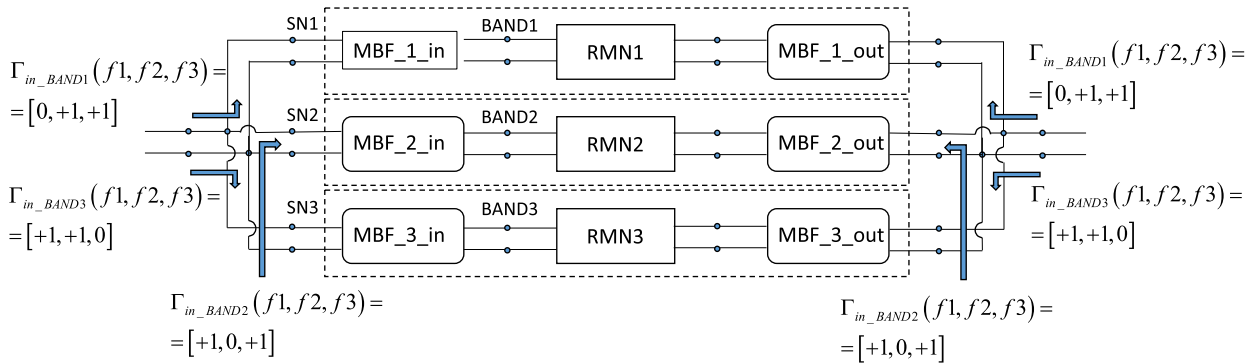 SN1
MBF_1_in
BAND1
RMN1
MBF_1_out
Γin_BAND1(f1, f2, f3) =
= [0, +1, +1]
Γin_BAND1(f1, f2, f3) =
= [0, +1, +1]
SN2
MBF_2_in
BAND2
RMN2
MBF_2_out
Γin_BAND3(f1, f2, f3) =
= [+1, +1, 0]
Γin_BAND3(f1, f2, f3) =
= [+1, +1, 0]
SN3
MBF_3_in
BAND3
RMN3
MBF_3_out
Γin_BAND2(f1, f2, f3) =
= [+1, 0, +1]
Γin_BAND2(f1, f2, f3) =
= [+1, 0, +1]